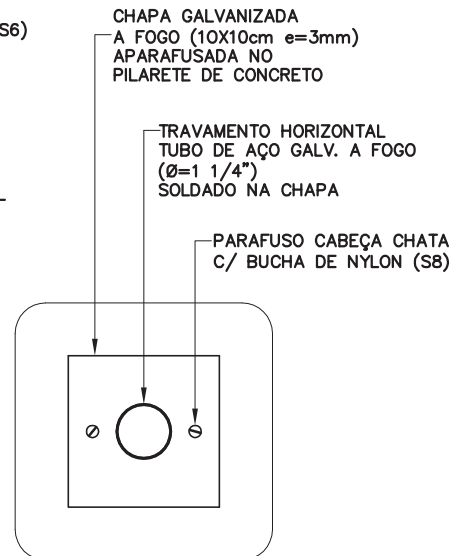 S6)
CHAPA GALVANIZADA
A FOGO (10X10cm e=3mm)
APARAFUSADA NO
PILARETE DE CONCRETO
TRAVAMENTO HORIZONTAL
TUBO DE AÇO GALV. A FOGO
(Ø=1 1/4")
SOLDADO NA CHAPA
PARAFUSO CABEÇA CHATA
C/ BUCHA DE NYLON (S8)